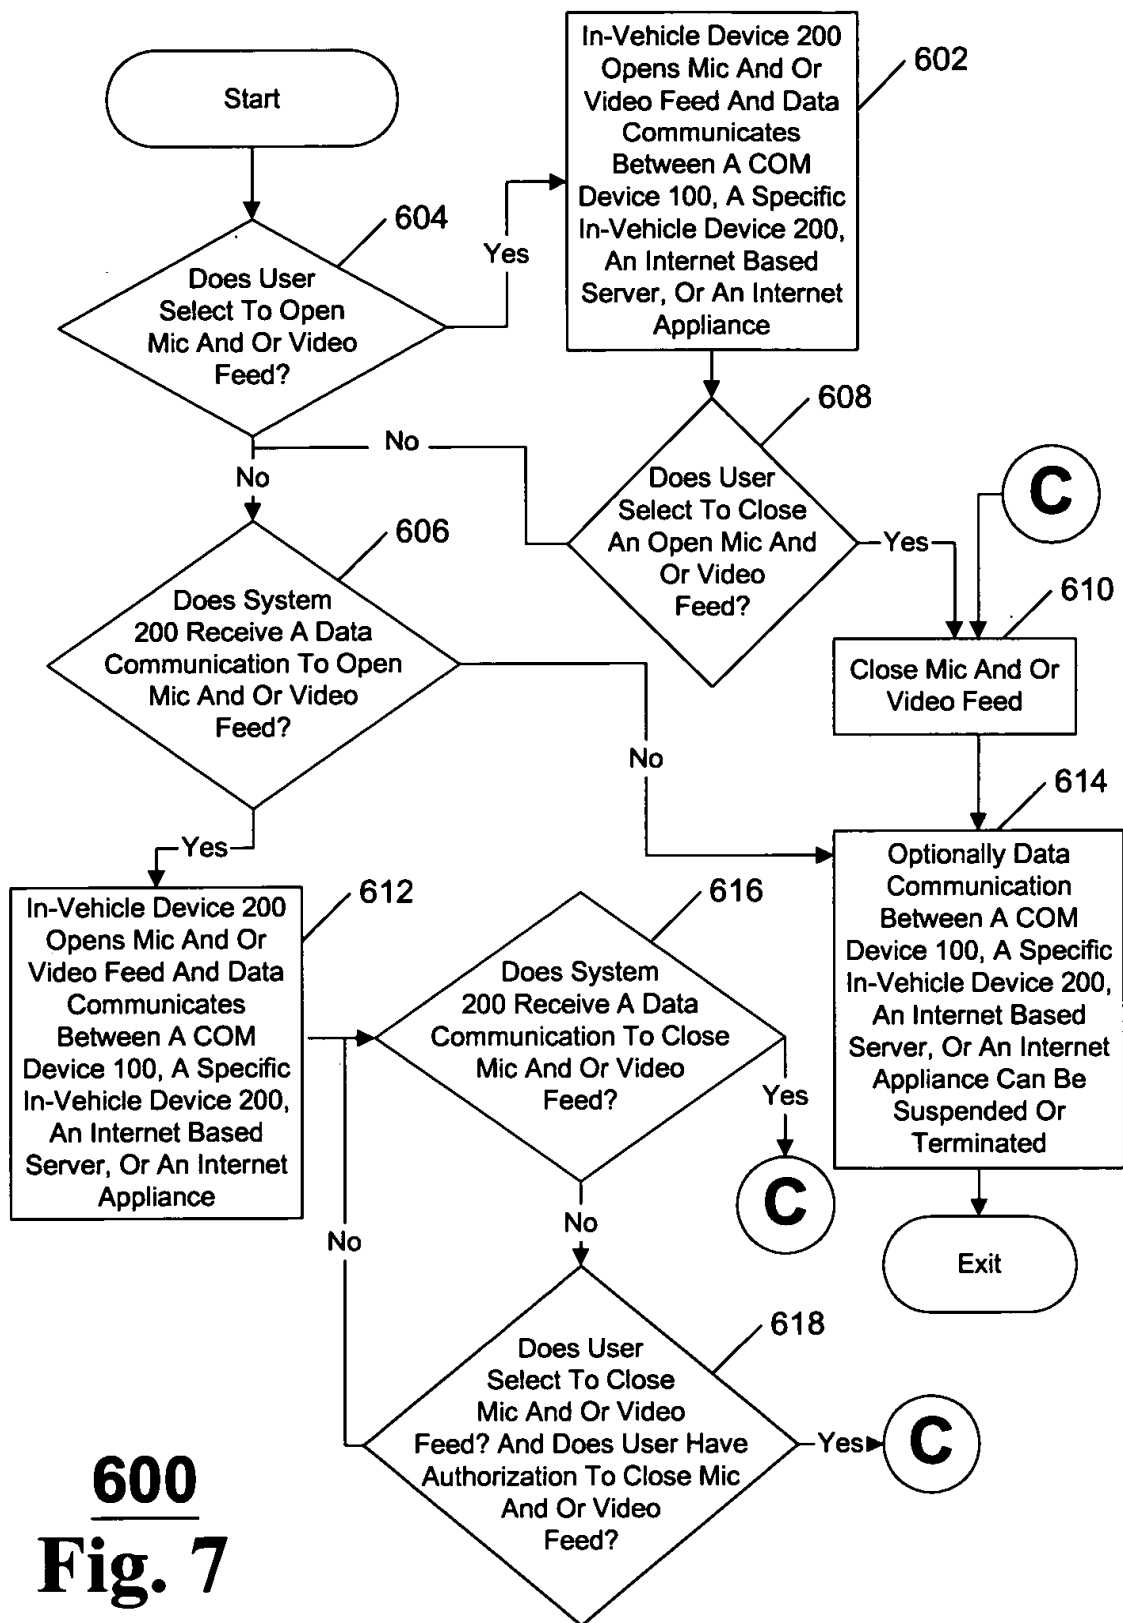 Start
604
Does User
Select To Open
Mic And Or Video
Feed?
Yes
In-Vehicle Device 200
Opens Mic And Or
Video Feed And Data
Communicates
Between A COM
Device 100, A Specific
In-Vehicle Device 200,
An Internet Based
Server, Or An Internet
Appliance
602
No
No
608
Does User
Select To Close
An Open Mic And
Or Video
Feed?
Yes
C
606
Does System
200 Receive A Data
Communication To Open
Mic And Or Video
Feed?
No
Yes
610
Close Mic And Or
Video Feed
614
Optionally Data
Communication
Between A COM
Device 100, A Specific
In-Vehicle Device 200,
An Internet Based
Server, Or An Internet
Appliance Can Be
Suspended Or
Terminated
Exit
612
In-Vehicle Device 200
Opens Mic And Or
Video Feed And Data
Communicates
Between A COM
Device 100, A Specific
In-Vehicle Device 200,
An Internet Based
Server, Or An Internet
Appliance
616
Does System
200 Receive A Data
Communication To Close
Mic And Or Video
Feed?
Yes
C
No
No
618
Does User
Select To Close
Mic And Or Video
Feed? And Does User Have
Authorization To Close Mic
And Or Video
Feed?
Yes
C
600
Fig. 7